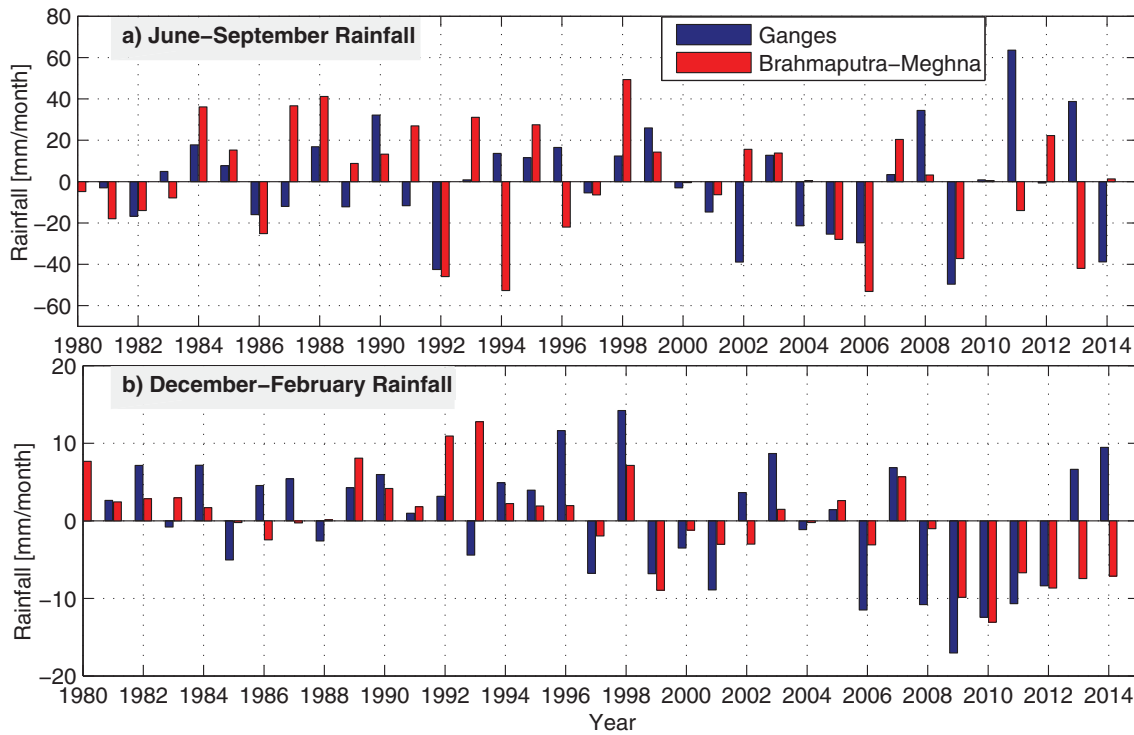 a) June−September Rainfall
Ganges
Brahmaputra−Meghna
Rainfall [mm/month]
80
60
40
20
0
−20
−40
−60
1980 1982 1984 1986 1988 1990 1992 1994 1996 1998 2000 2002 2004 2006 2008 2010 2012 2014
b) December−February Rainfall
Rainfall [mm/month]
20
10
0
−10
−20
1980 1982 1984 1986 1988 1990 1992 1994 1996 1998 2000 2002 2004 2006 2008 2010 2012 2014
Year